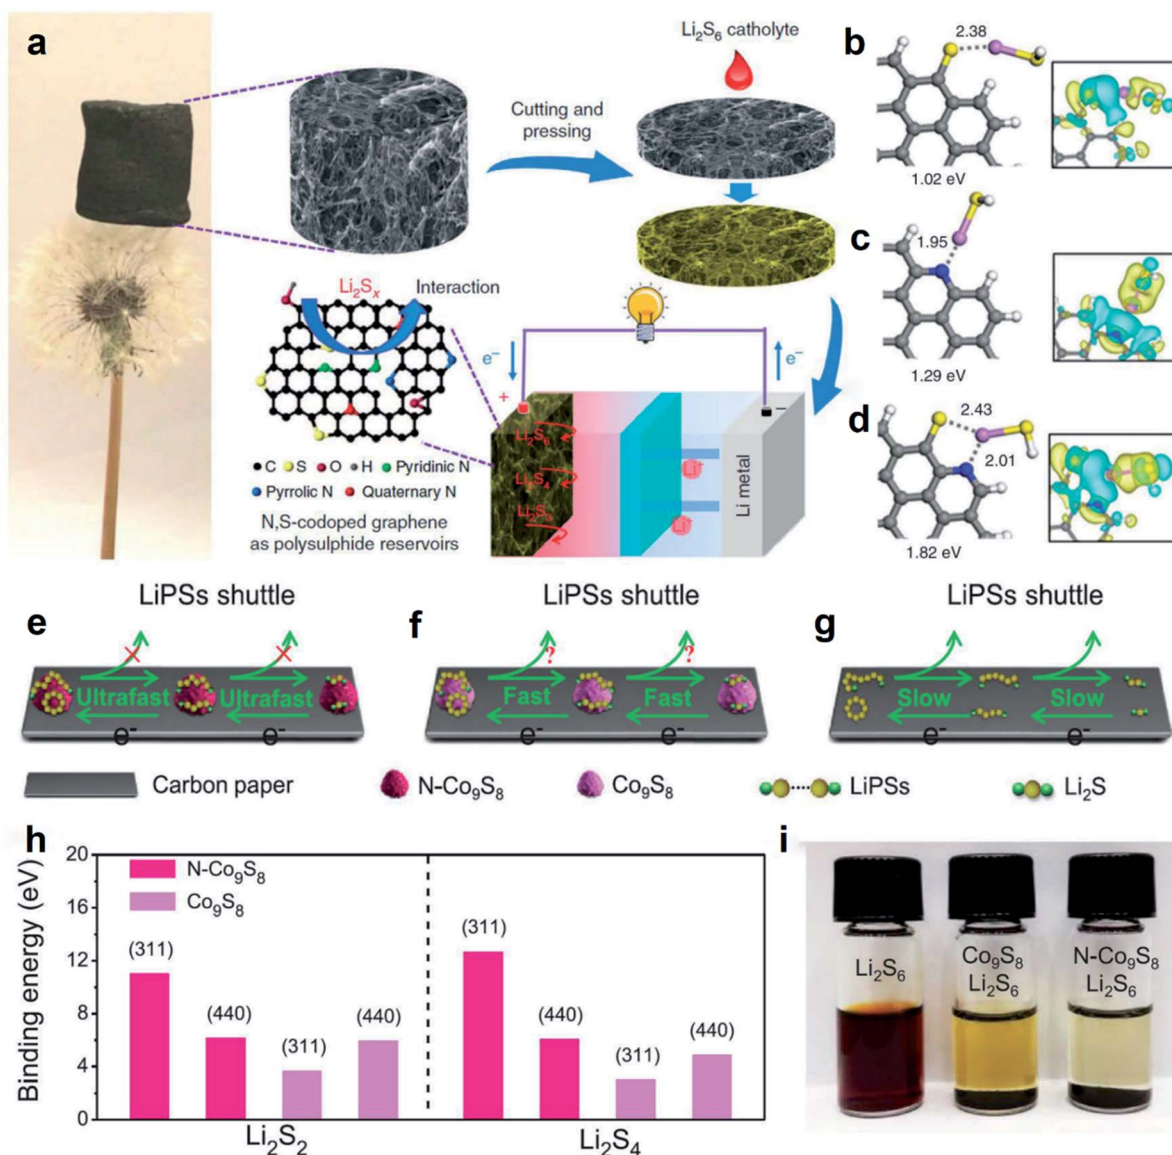 a
Li₂S₆ catholyte
Cutting and
pressing
Li₂Sₓ
Interaction
e⁻
e⁻
+
−
Li₂S₆
Li₂S₄
Li⁺
Li⁺
Li metal
C S O H Pyridinic N
Pyrrolic N Quaternary N
N,S-codoped graphene
as polysulphide reservoirs
b
2.38
1.02 eV
c
1.95
1.29 eV
d
2.43
2.01
1.82 eV
LiPSs shuttle
e
Ultrafast Ultrafast
e⁻ e⁻
LiPSs shuttle
f
? ?
Fast Fast
e⁻ e⁻
LiPSs shuttle
g
Slow Slow
e⁻ e⁻
Carbon paper N-Co₉S₈ Co₉S₈ LiPSs Li₂S
h
Binding energy (eV)
20
16
12
8
4
0
N-Co₉S₈
Co₉S₈
(311)
(440)
(311)
(440)
(311)
(440)
(311)
(440)
Li₂S₂ Li₂S₄
i
Li₂S₆
Co₉S₈
Li₂S₆
N-Co₉S₈
Li₂S₆